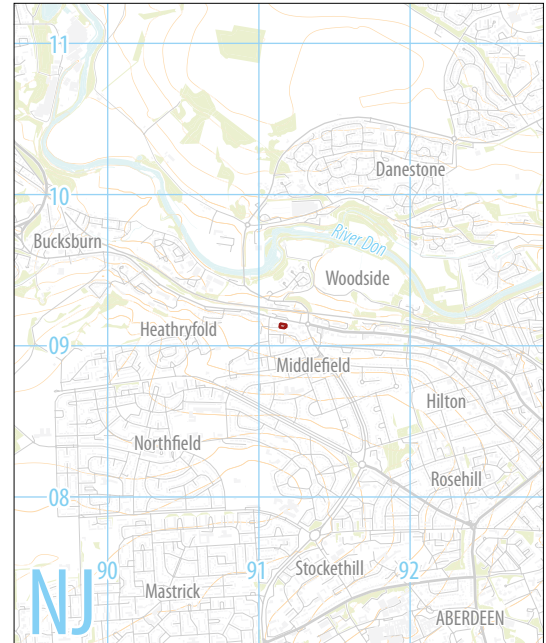 11
Danestone
10
Bucksburn
River Don
Woodside
Heathryfold
09
Middlefield
Hilton
Northfield
Rosehill
08
90
91
92
Stockethill
Mastrick
NJ
ABERDEEN